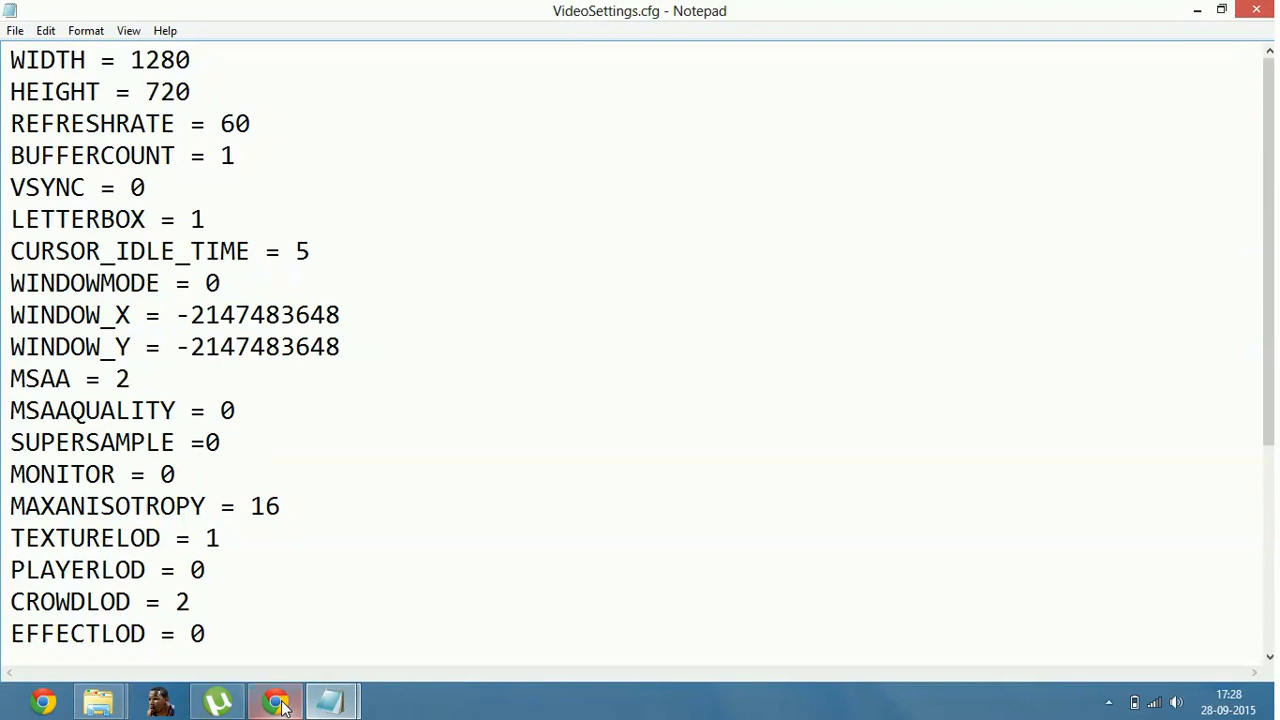 VideoSettings.cfg - Notepad
File Edit Format View Help
WIDTH = 1280
HEIGHT = 720
REFRESHRATE = 60
BUFFERCOUNT = 1
VSYNC = 0
LETTERBOX = 1
CURSOR_IDLE_TIME = 5
WINDOWMODE = 0
WINDOW_X = -2147483648
WINDOW_Y = -2147483648
MSAA = 2
MSAAQUALITY = 0
SUPERSAMPLE =0
MONITOR = 0
MAXANISOTROPY = 16
TEXTURELOD = 1
PLAYERLOD = 0
CROWDLOD = 2
EFFECTLOD = 0
17:28
28-09-2015